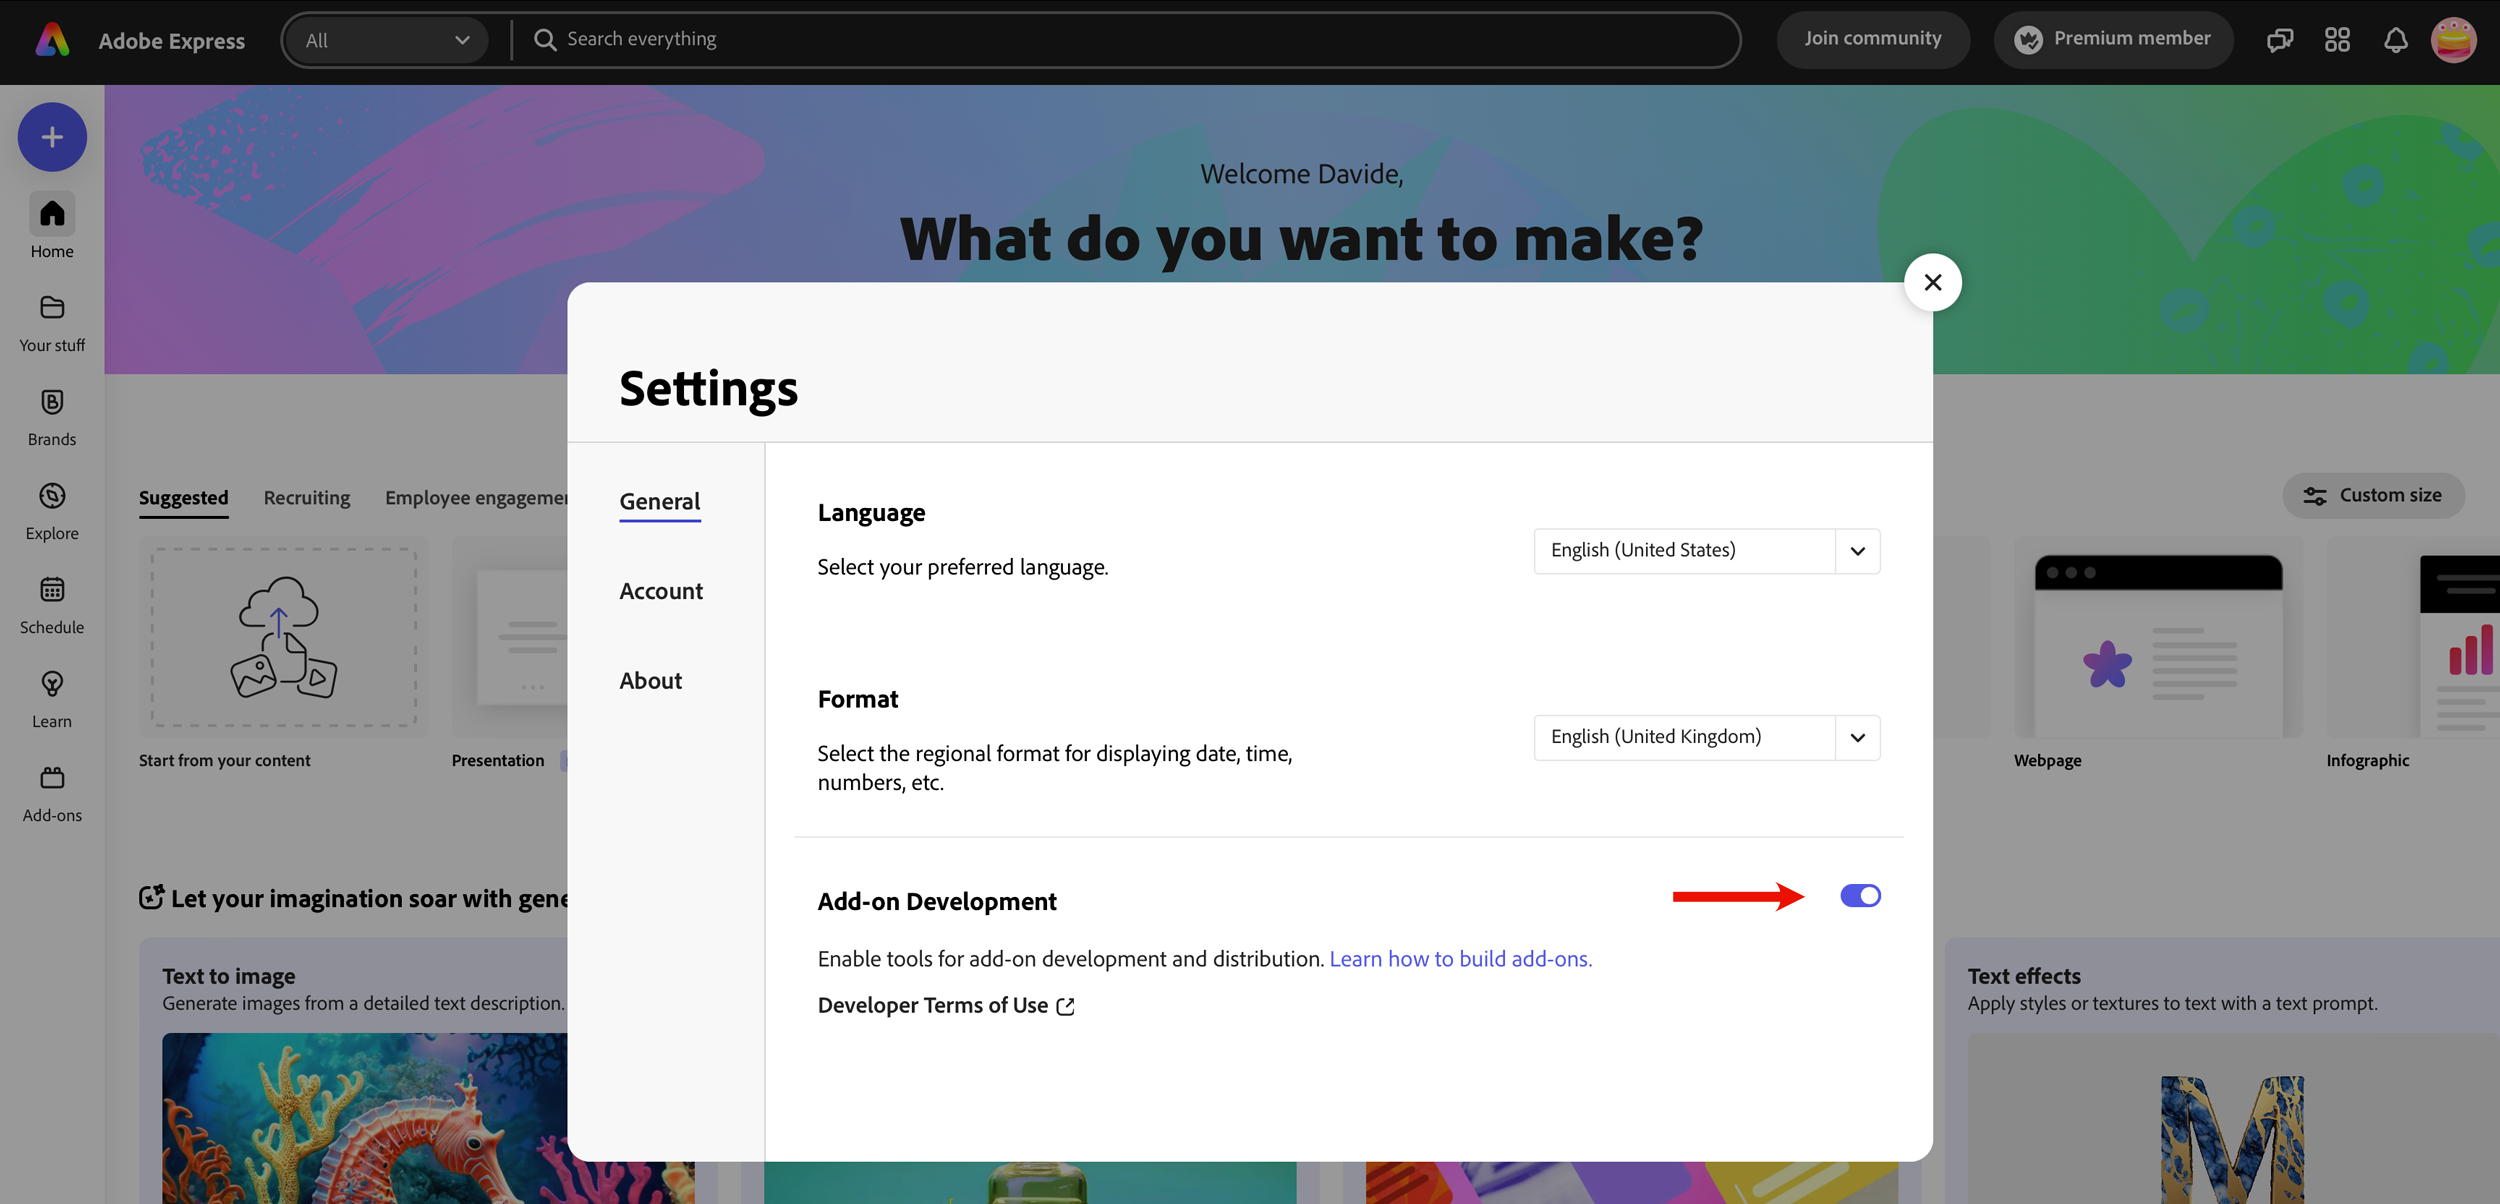 Adobe Express
All
Search everything
Join community
Premium member
Home
Your stuff
Brands
Explore
Schedule
Learn
Add-ons
Welcome Davide,
What do you want to make?
Suggested
Recruiting
Employee
Custom size
Start from your content
Presentation
Webpage
Infographic
Let your imagination soar with
Text to image
Generate images from a detailed text description.
Text effects
Apply styles or textures to text with a text prompt.
M
Settings
General
Account
About
Language
Select your preferred language.
English (United States)
Format
Select the regional format for displaying date, time,
numbers, etc.
English (United Kingdom)
Add-on Development
Enable tools for add-on development and distribution. Learn how to build add-ons.
Developer Terms of Use